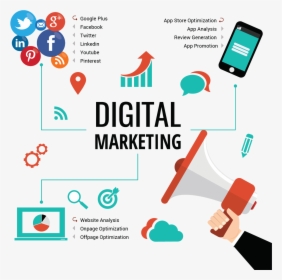 Google Plus
Facebook
Twitter
Linkedin
Youtube
Pinterest
App Store Optimization
App Analysis
Review Generation
App Promotion
DIGITAL
MARKETING
Website Analysis
Onpage Optimization
Offpage Optimization